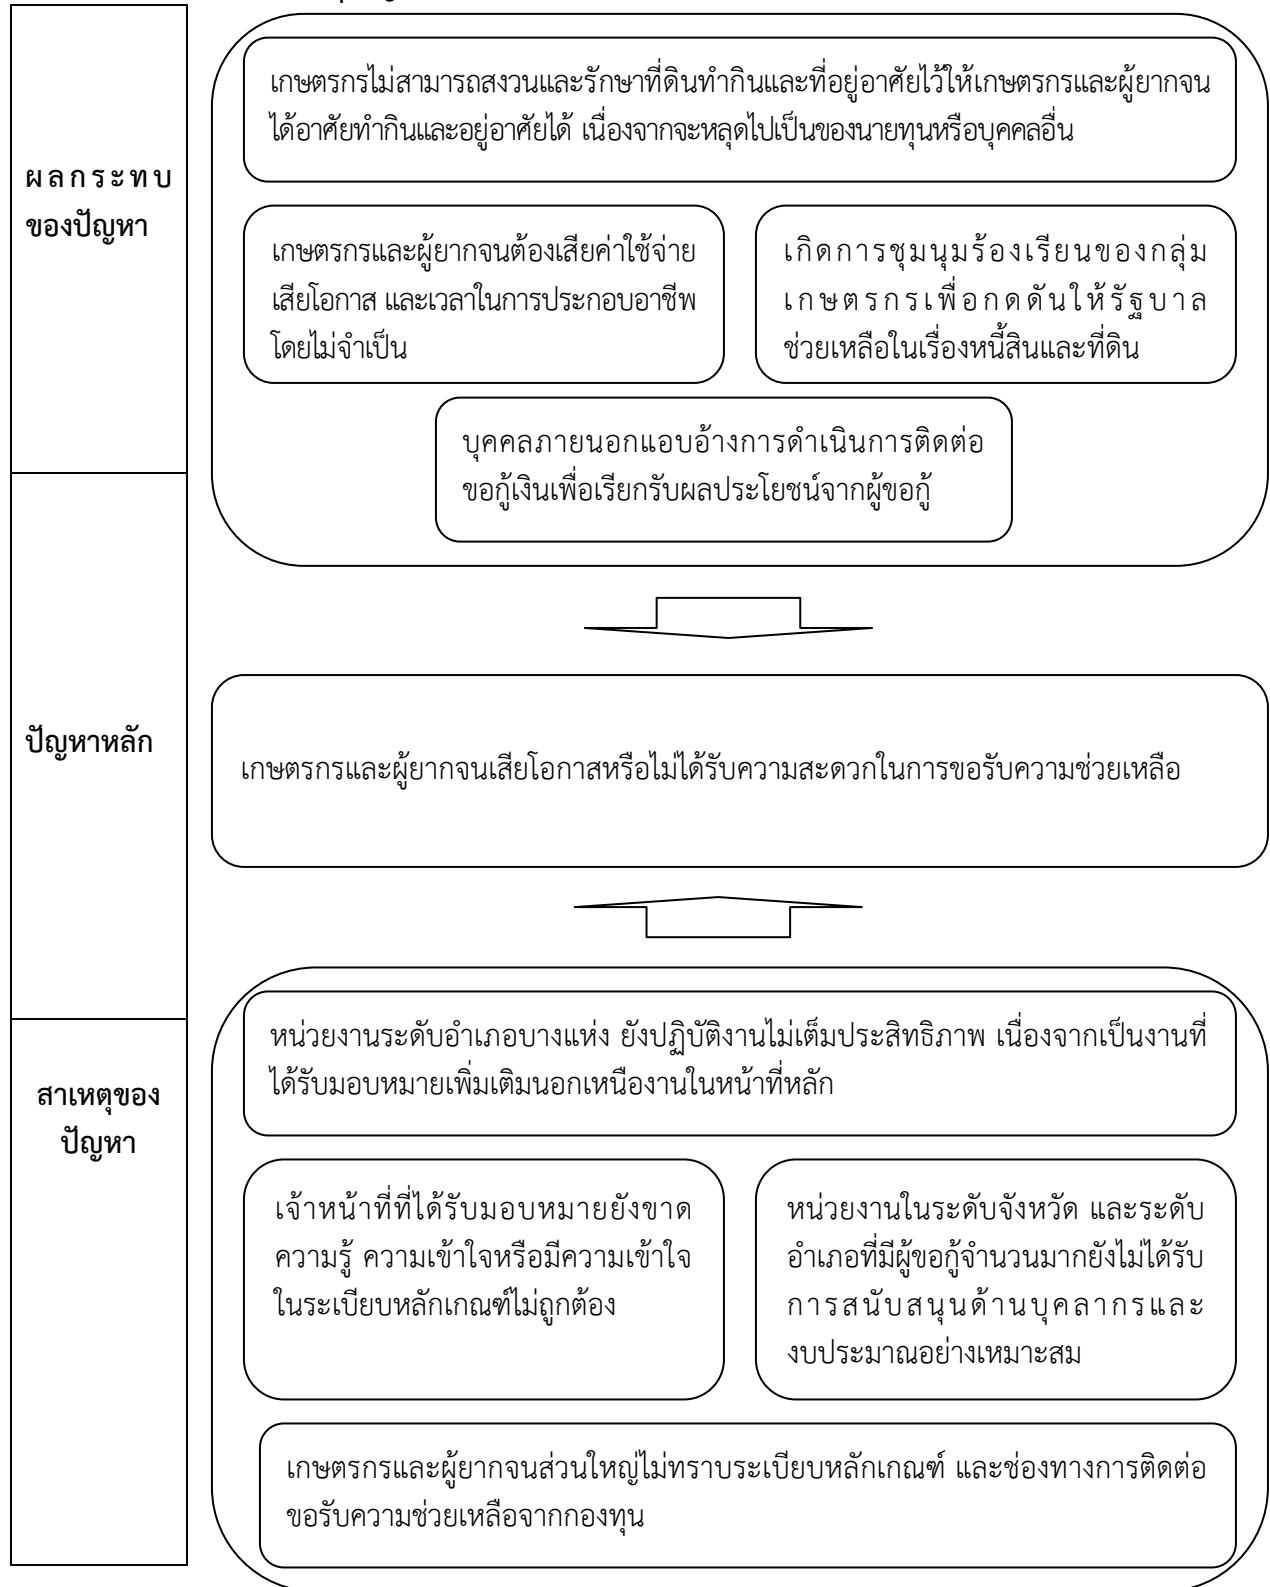 ผลกระทบ
ของปัญหา
เกษตรกรไม่สามารถสงวนและรักษาที่ดินทำกินและที่อยู่อาศัยไว้ให้เกษตรกรและผู้ยากจน
ได้อาศัยทำกินและอยู่อาศัยได้ เนื่องจากจะหลุดไปเป็นของนายทุนหรือบุคคลอื่น
เกษตรกรและผู้ยากจนต้องเสียค่าใช้จ่าย
เสียโอกาส และเวลาในการประกอบอาชีพ
โดยไม่จำเป็น
เกิดการชุมนุมร้องเรียนของกลุ่ม
เกษตรกรเพื่อกดดันให้รัฐบาล
ช่วยเหลือในเรื่องหนี้สินและที่ดิน
บุคคลภายนอกแอบอ้างการดำเนินการติดต่อ
ขอกู้เงินเพื่อเรียกรับผลประโยชน์จากผู้ขอกู้
ปัญหาหลัก
เกษตรกรและผู้ยากจนเสียโอกาสหรือไม่ได้รับความสะดวกในการขอรับความช่วยเหลือ
สาเหตุของ
ปัญหา
หน่วยงานระดับอำเภอบางแห่ง ยังปฏิบัติงานไม่เต็มประสิทธิภาพ เนื่องจากเป็นงานที่
ได้รับมอบหมายเพิ่มเติมนอกเหนืองานในหน้าที่หลัก
เจ้าหน้าที่ที่ได้รับมอบหมายยังขาด
ความรู้ ความเข้าใจหรือมีความเข้าใจ
ในระเบียบหลักเกณฑ์ไม่ถูกต้อง
หน่วยงานในระดับจังหวัด และระดับ
อำเภอที่มีผู้ขอกู้จำนวนมากยังไม่ได้รับ
การสนับสนุนด้านบุคลากรและ
งบประมาณอย่างเหมาะสม
เกษตรกรและผู้ยากจนส่วนใหญ่ไม่ทราบระเบียบหลักเกณฑ์ และช่องทางการติดต่อ
ขอรับความช่วยเหลือจากกองทุน